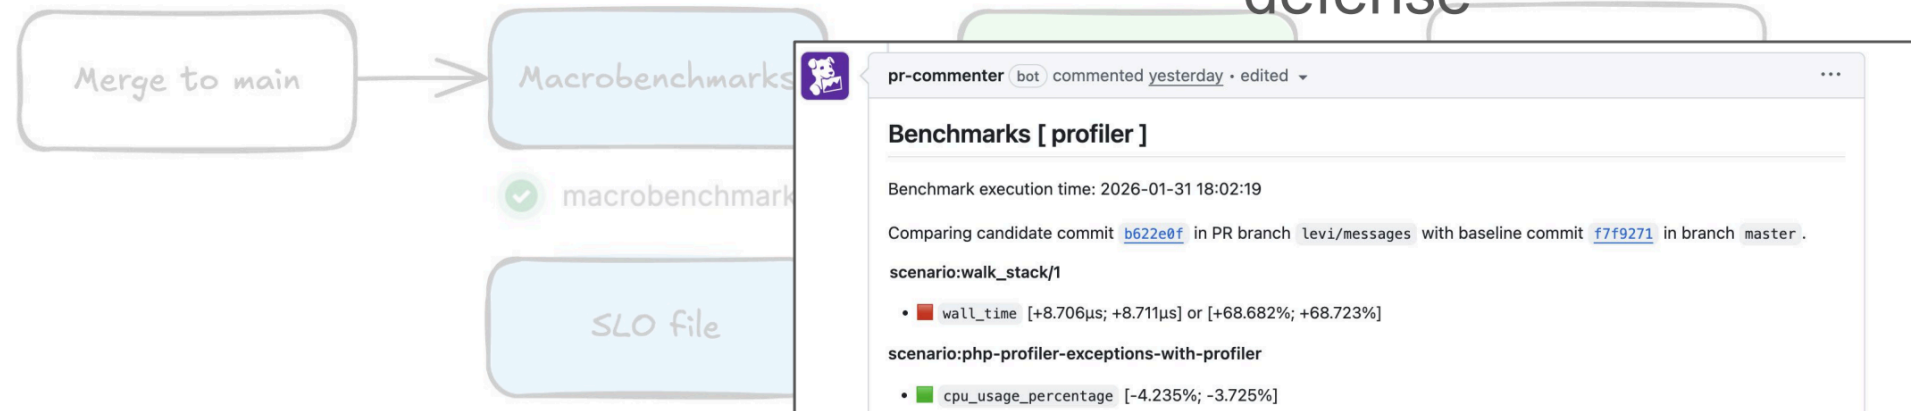 defense
Merge to main
Macrobenchmarks
macrobenchmark
SLO file
pr-commenter bot commented yesterday • edited
Benchmarks [ profiler ]
Benchmark execution time: 2026-01-31 18:02:19
Comparing candidate commit b622e0f in PR branch levi/messages with baseline commit f7f9271 in branch master .
scenario:walk_stack/1
• wall_time [+8.706µs; +8.711µs] or [+68.682%; +68.723%]
scenario:php-profiler-exceptions-with-profiler
• cpu_usage_percentage [-4.235%; -3.725%]